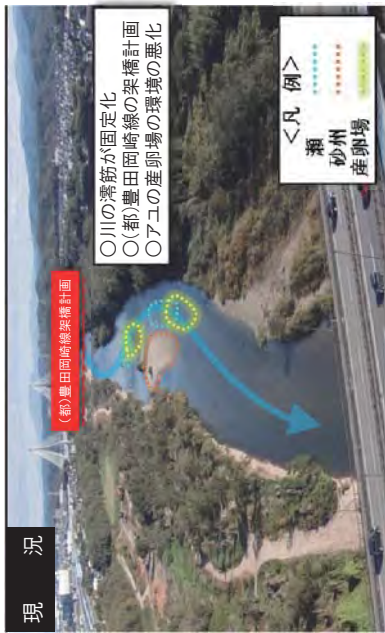 現　況
(都)豊田岡崎線架橋計画
〇川の澪筋が固定化
〇(都)豊田岡崎線の架橋計画
〇アユの産卵場の環境の悪化
＜凡　例＞
瀬
砂州
産卵場